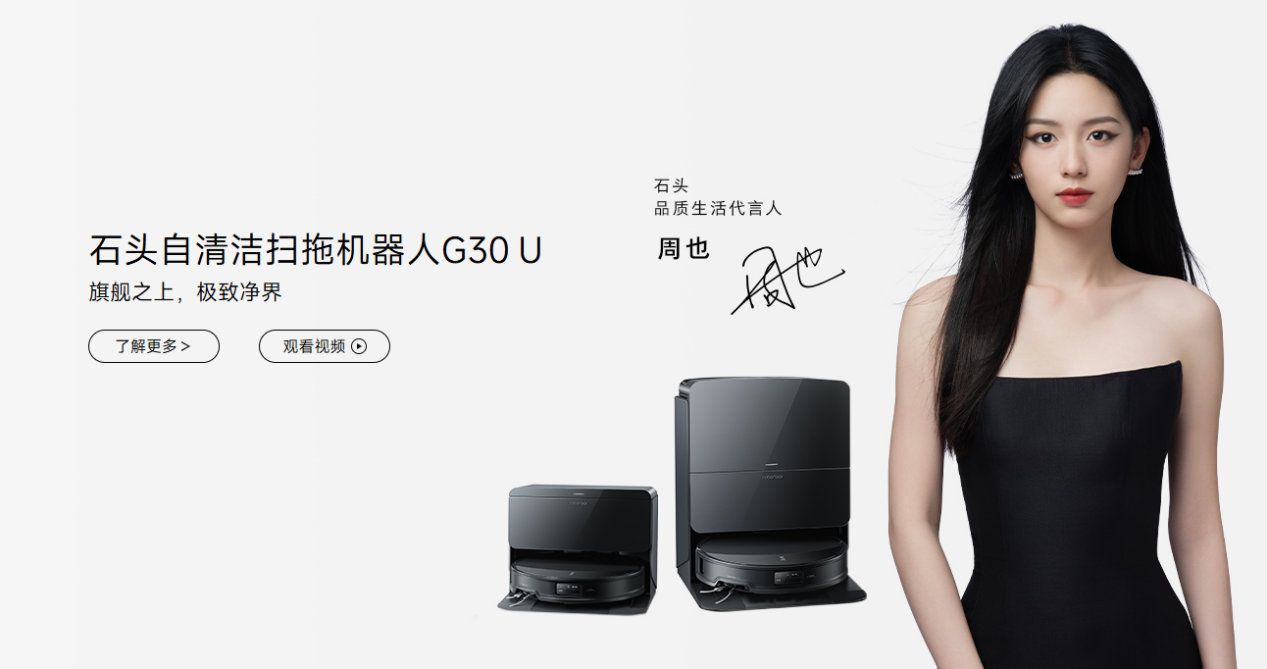 石头自清洁扫拖机器人G30 U
旗舰之上，极致净界
了解更多 >
观看视频
石头
品质生活代言人
周也
周也